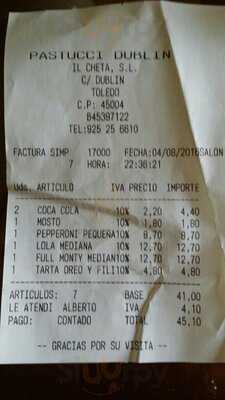 PASTUCCI DUBLIN
IL CHETA, S.L.
C/ DUBLIN
TOLEDO
C.P: 45004
B45397122
TEL:925 25 6610
FACTURA SIMP 17000 FECHA:04/08/2016SALON
7 HORA: 22:36:21
Uds. ARTICULO IVA PRECIO IMPORTE
2 COCA COLA 10% 2,20 4,40
1 MOSTO 10% 1,80 1,80
1 PEPPERONI PEQUEÑA10% 8,70 8,70
1 LOLA MEDIANA 10% 12,70 12,70
1 FULL MONTY MEDIAN10% 12,70 12,70
1 TARTA OREO Y FILI10% 4,80 4,80
ARTICULOS: 7 BASE 41,00
LE ATENDI ALBERTO IVA 4,10
PAGO: CONTADO TOTAL 45,10
-- GRACIAS POR SU VISITA --